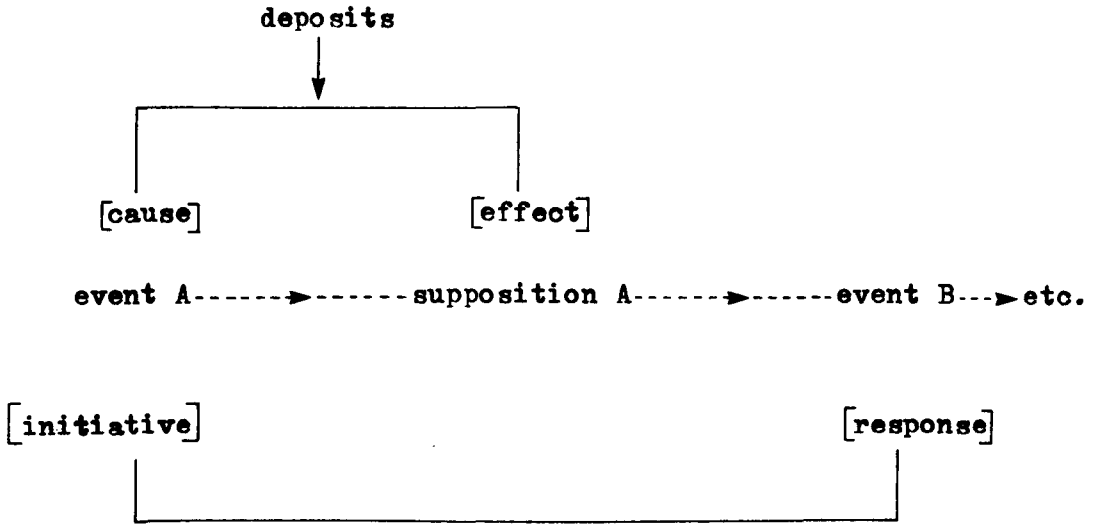 deposits
[cause] [effect]
event A------►------supposition A------►------event B---►etc.
[initiative] [response]